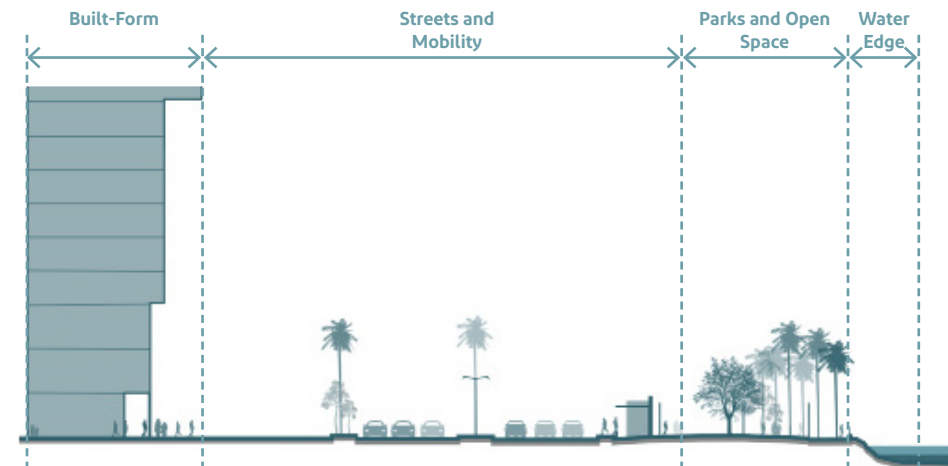 Built-Form
Streets and
Mobility
Parks and Open
Space
Water
Edge